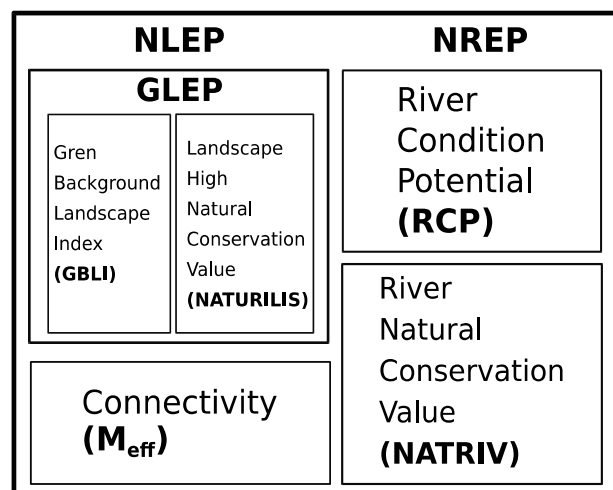 NLEP
GLEP
Gren
Background
Landscape
Index
(GBLI)
Landscape
High
Natural
Conservation
Value
(NATURILIS)
Connectivity
(Meff)
NREP
River
Condition
Potential
(RCP)
River
Natural
Conservation
Value
(NATRIV)